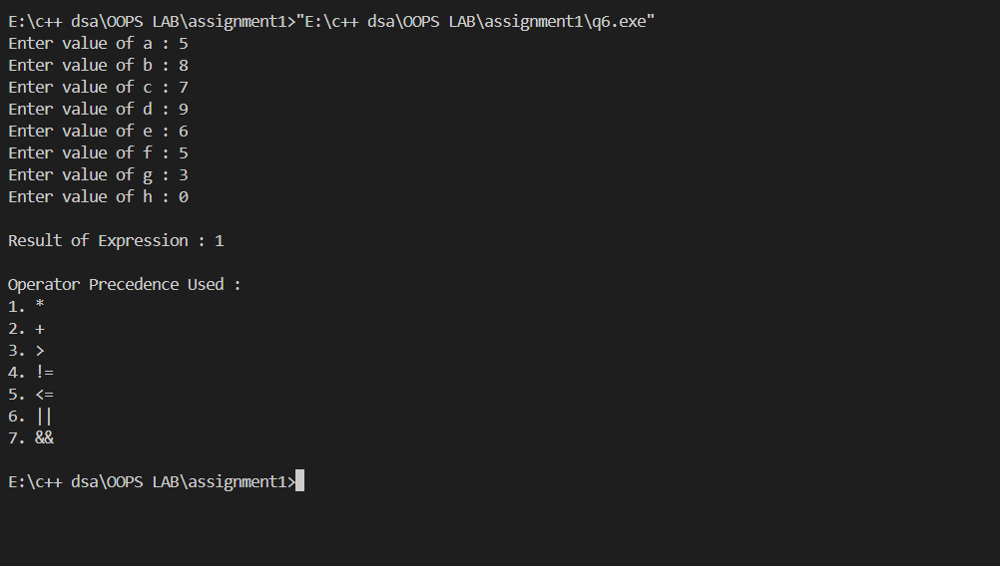 E:\c++ dsa\OOPS LAB\assignment1>"E:\c++ dsa\OOPS LAB\assignment1\q6.exe"
Enter value of a : 5
Enter value of b : 8
Enter value of c : 7
Enter value of d : 9
Enter value of e : 6
Enter value of f : 5
Enter value of g : 3
Enter value of h : 0
Result of Expression : 1
Operator Precedence Used :
1. *
2. +
3. >
4. !=
5. <=
6. ||
7. &&
E:\c++ dsa\OOPS LAB\assignment1>